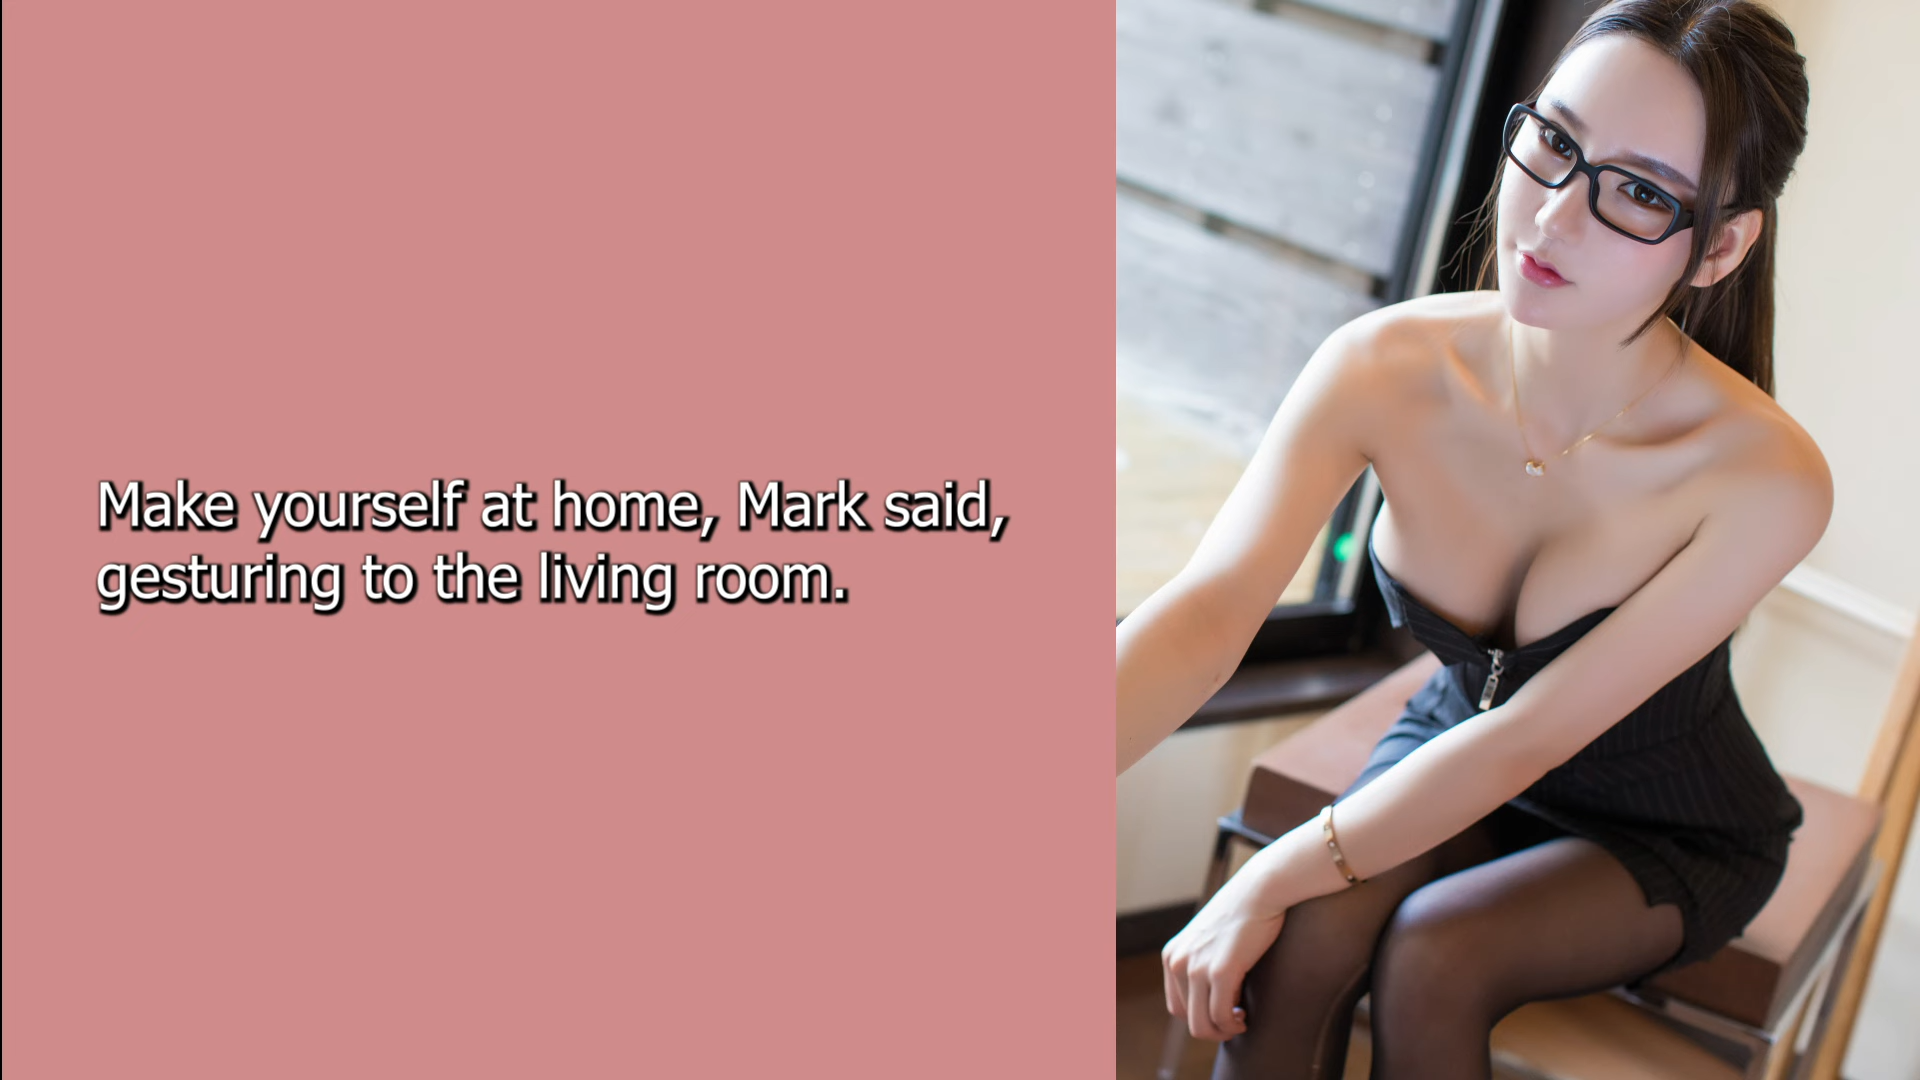 Make yourself at home, Mark said,
gesturing to the living room.